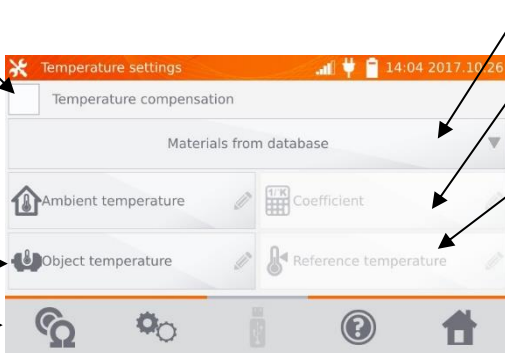 Temperature settings 14:04 2017.10.26
Temperature compensation
Materials from database
Ambient temperature 1/K Coefficient
Object temperature Reference temperature